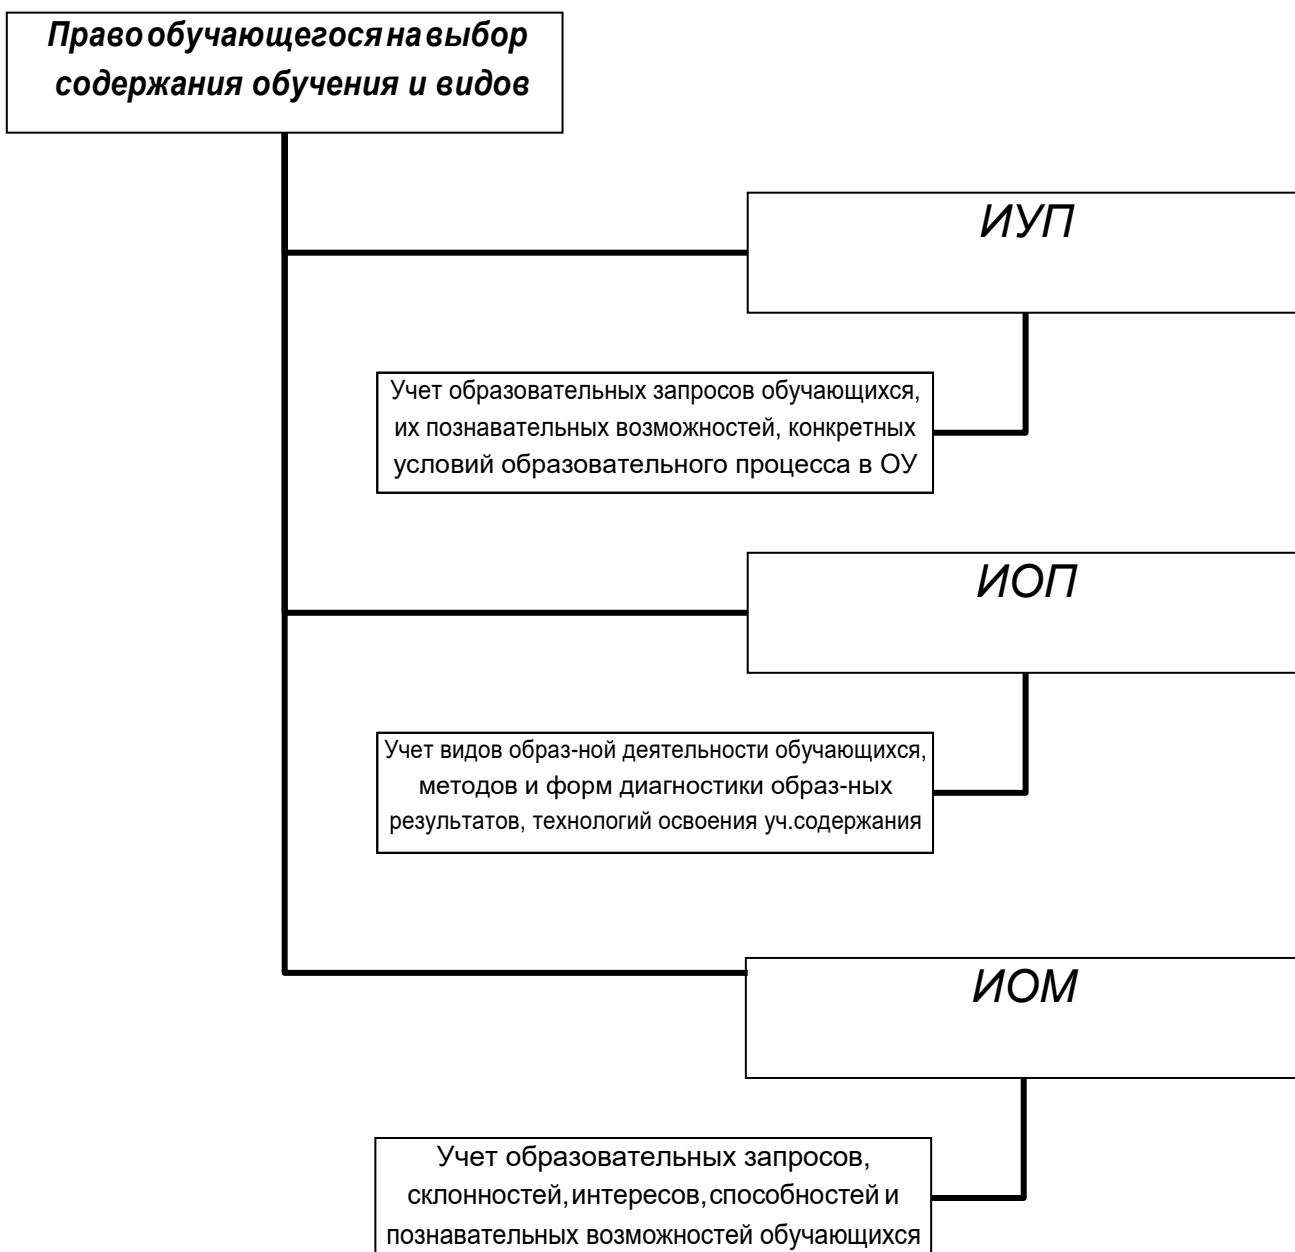 Право обучающегося на выбор
содержания обучения и видов
ИУП
Учет образовательных запросов обучающихся,
их познавательных возможностей, конкретных
условий образовательного процесса в ОУ
ИОП
Учет видов образ-ной деятельности обучающихся,
методов и форм диагностики образ-ных
результатов, технологий освоения уч.содержания
ИОМ
Учет образовательных запросов,
склонностей, интересов, способностей и
познавательных возможностей обучающихся